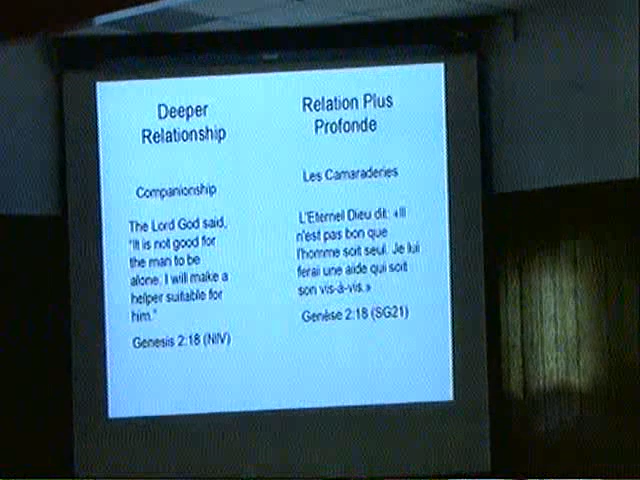 Deeper
Relationship
Companionship
The Lord God said,
"It is not good for
the man to be
alone. I will make a
helper suitable for
him."
Genesis 2:18 (NIV)
Relation Plus
Profonde
Les Camaraderies
L'Eternel Dieu dit: «Il
n'est pas bon que
l'homme soit seul. Je lui
ferai une aide qui soit
son vis-à-vis.»
Genèse 2:18 (SG21)